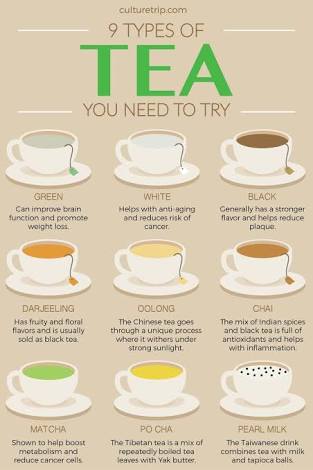 culturetrip.com
9 TYPES OF
TEA
YOU NEED TO TRY
GREEN
Can improve brain
function and promote
weight loss.
WHITE
Helps with anti-aging
and reduces risk of
cancer.
BLACK
Generally has a stronger
flavor and helps reduce
plaque.
DARJEELING
Has fruity and floral
flavors and is usually
sold as black tea.
OOLONG
The Chinese tea goes
through a unique process
where it withers under
strong sunlight.
CHAI
The mix of Indian spices
and black tea is full of
antioxidants and helps
with inflammation.
MATCHA
Shown to help boost
metabolism and
reduce cancer cells.
PO CHA
The Tibetan tea is a mix of
repeatedly boiled tea
leaves with Yak butter.
PEARL MILK
The Taiwanese drink
combines tea with milk
and tapioca balls.